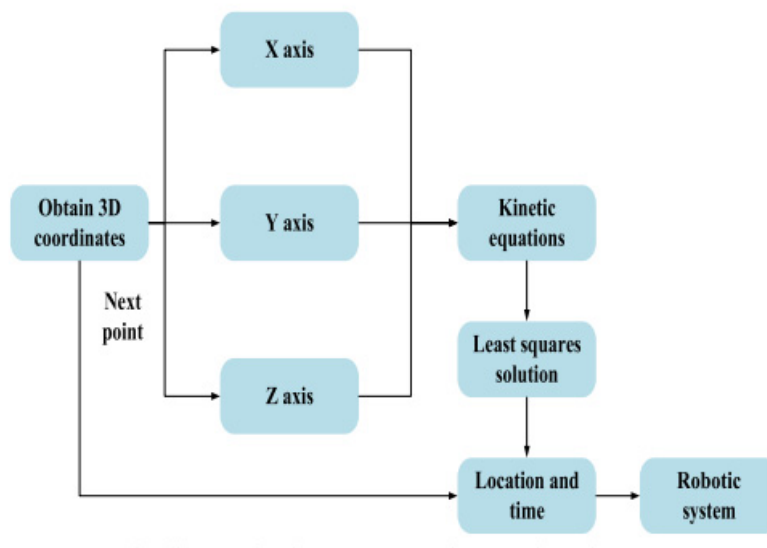 X axis
Obtain 3D
coordinates
Y axis
Kinetic
equations
Next
point
Least squares
solution
Z axis
Location and
time
Robotic
system